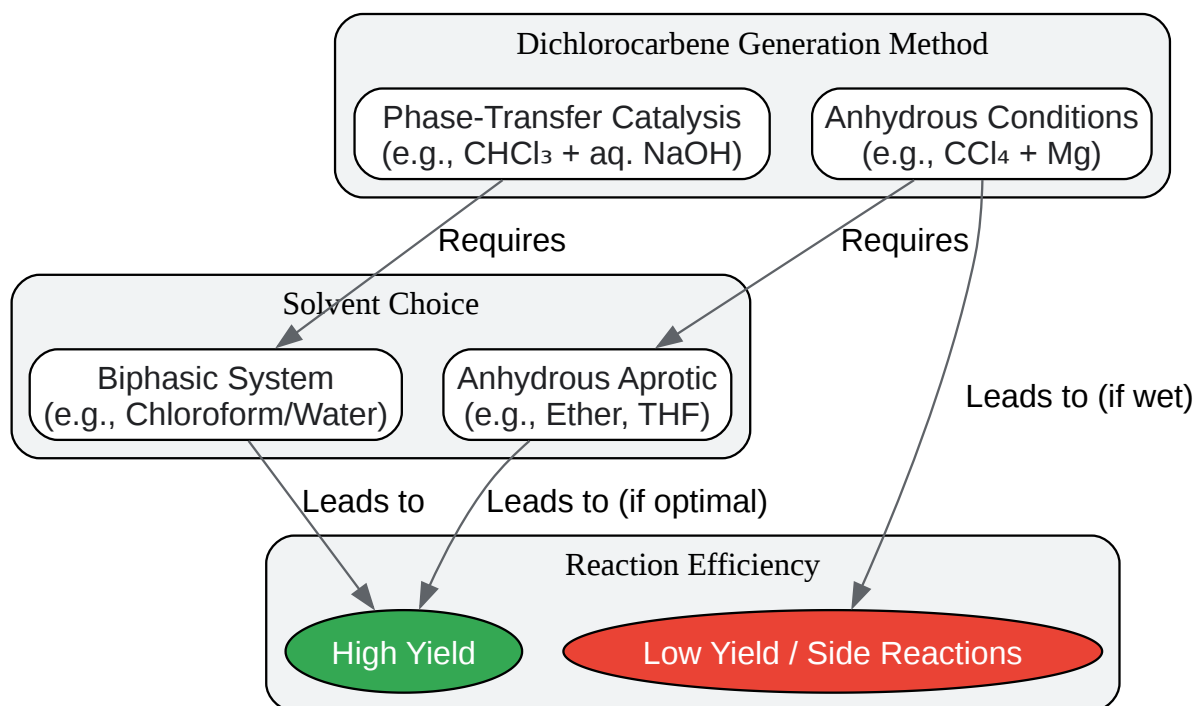 Dichlorocarbene Generation Method
Phase-Transfer Catalysis
(e.g., CHCl₃ + aq. NaOH)
Anhydrous Conditions
(e.g., CCl₄ + Mg)
Requires
Requires
Solvent Choice
Biphasic System
(e.g., Chloroform/Water)
Anhydrous Aprotic
(e.g., Ether, THF)
Leads to (if wet)
Leads to
Leads to (if optimal)
Reaction Efficiency
High Yield
Low Yield / Side Reactions